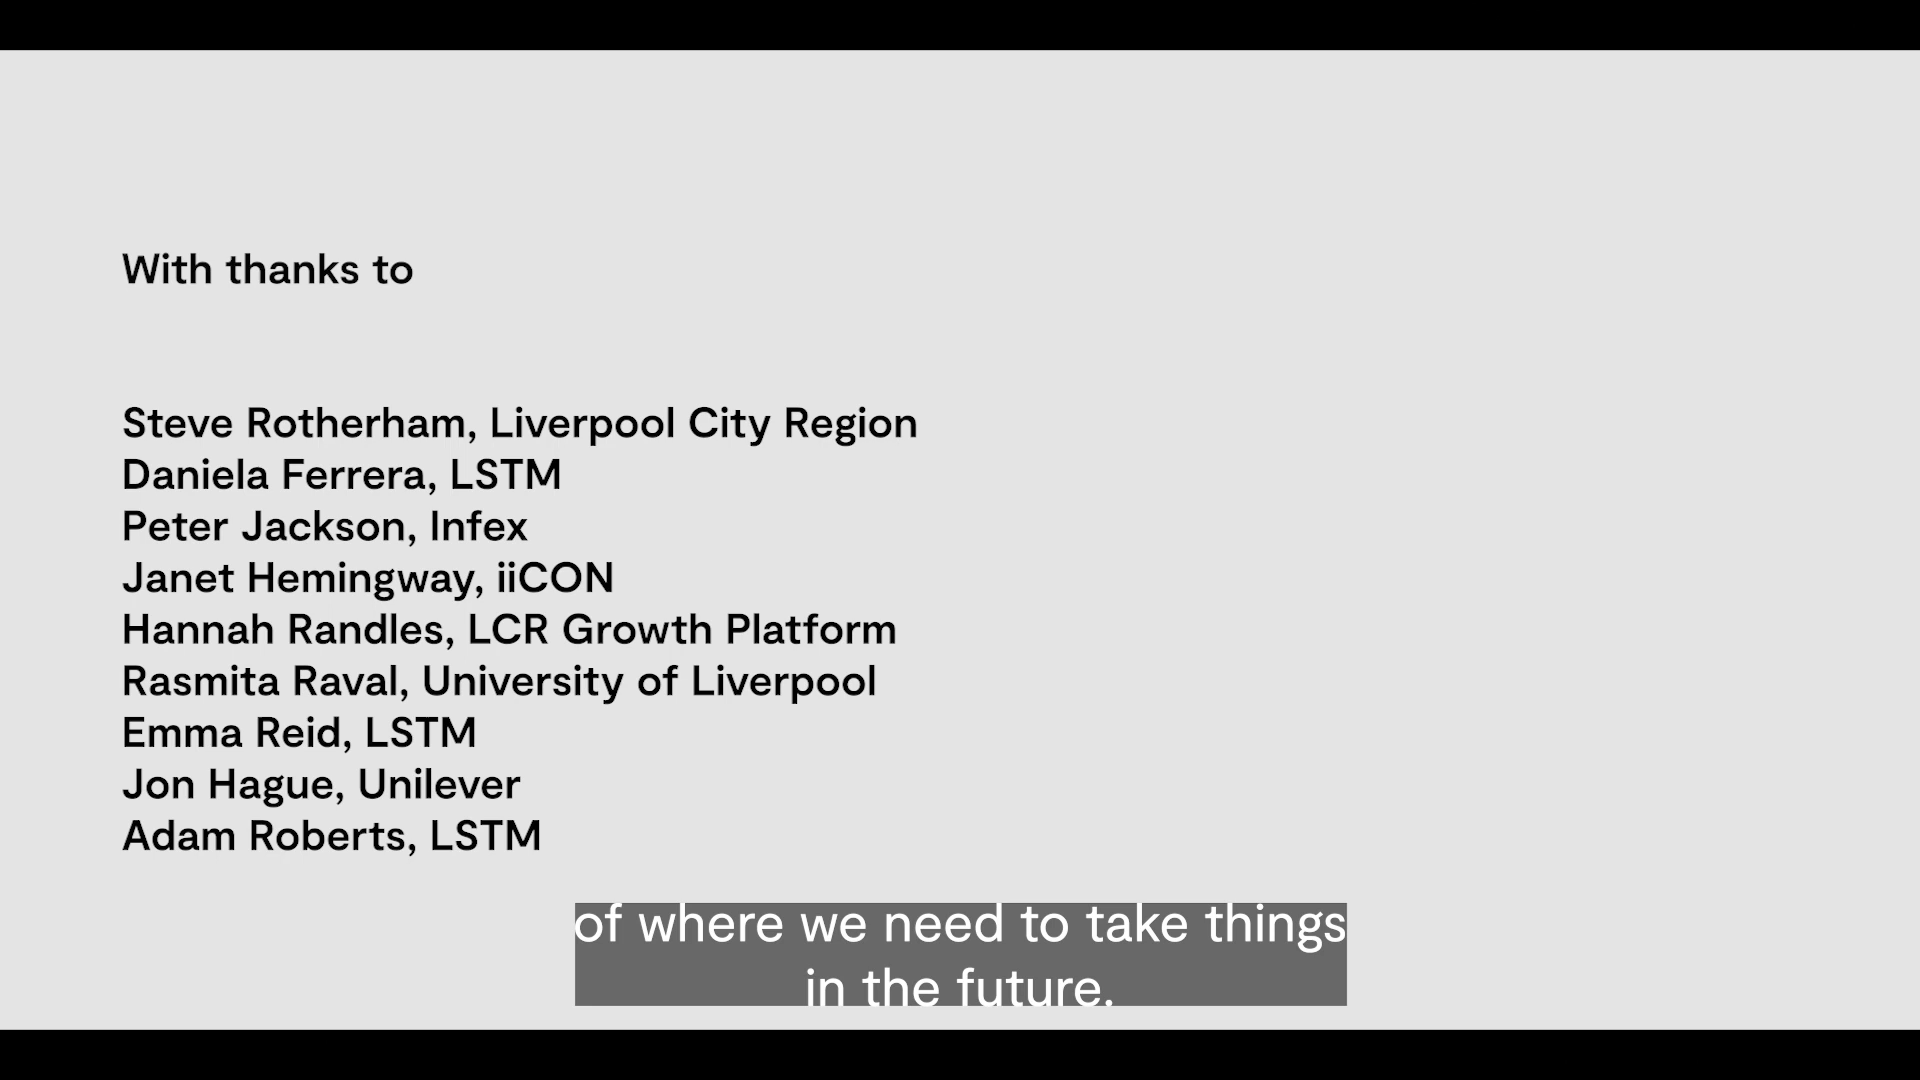 With thanks to
Steve Rotherham, Liverpool City Region
Daniela Ferrera, LSTM
Peter Jackson, Infex
Janet Hemingway, iiCON
Hannah Randles, LCR Growth Platform
Rasmita Raval, University of Liverpool
Emma Reid, LSTM
Jon Hague, Unilever
Adam Roberts, LSTM
of where we need to take things
in the future.